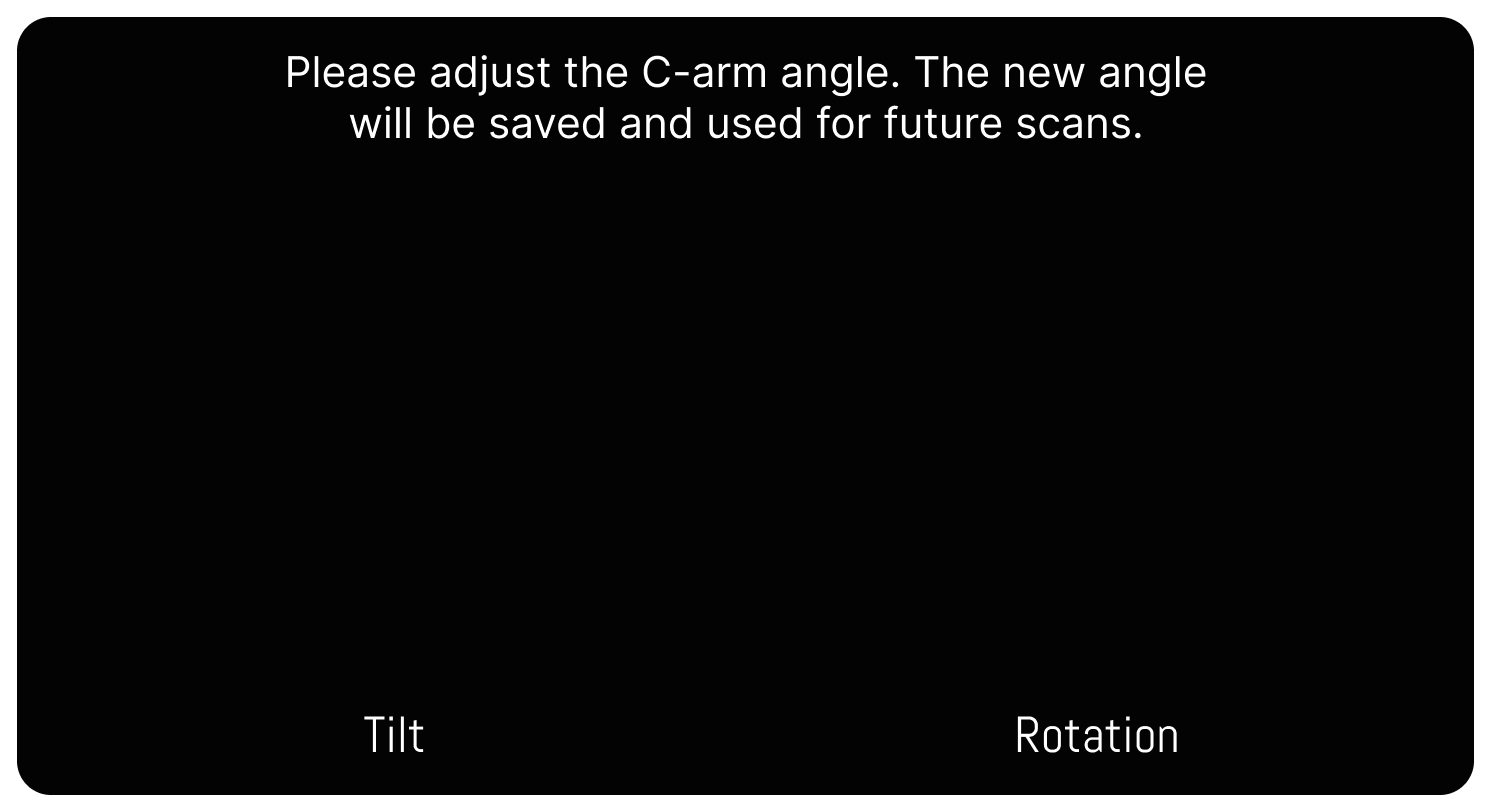 Please adjust the C-arm angle. The new angle
will be saved and used for future scans.
Tilt
Rotation